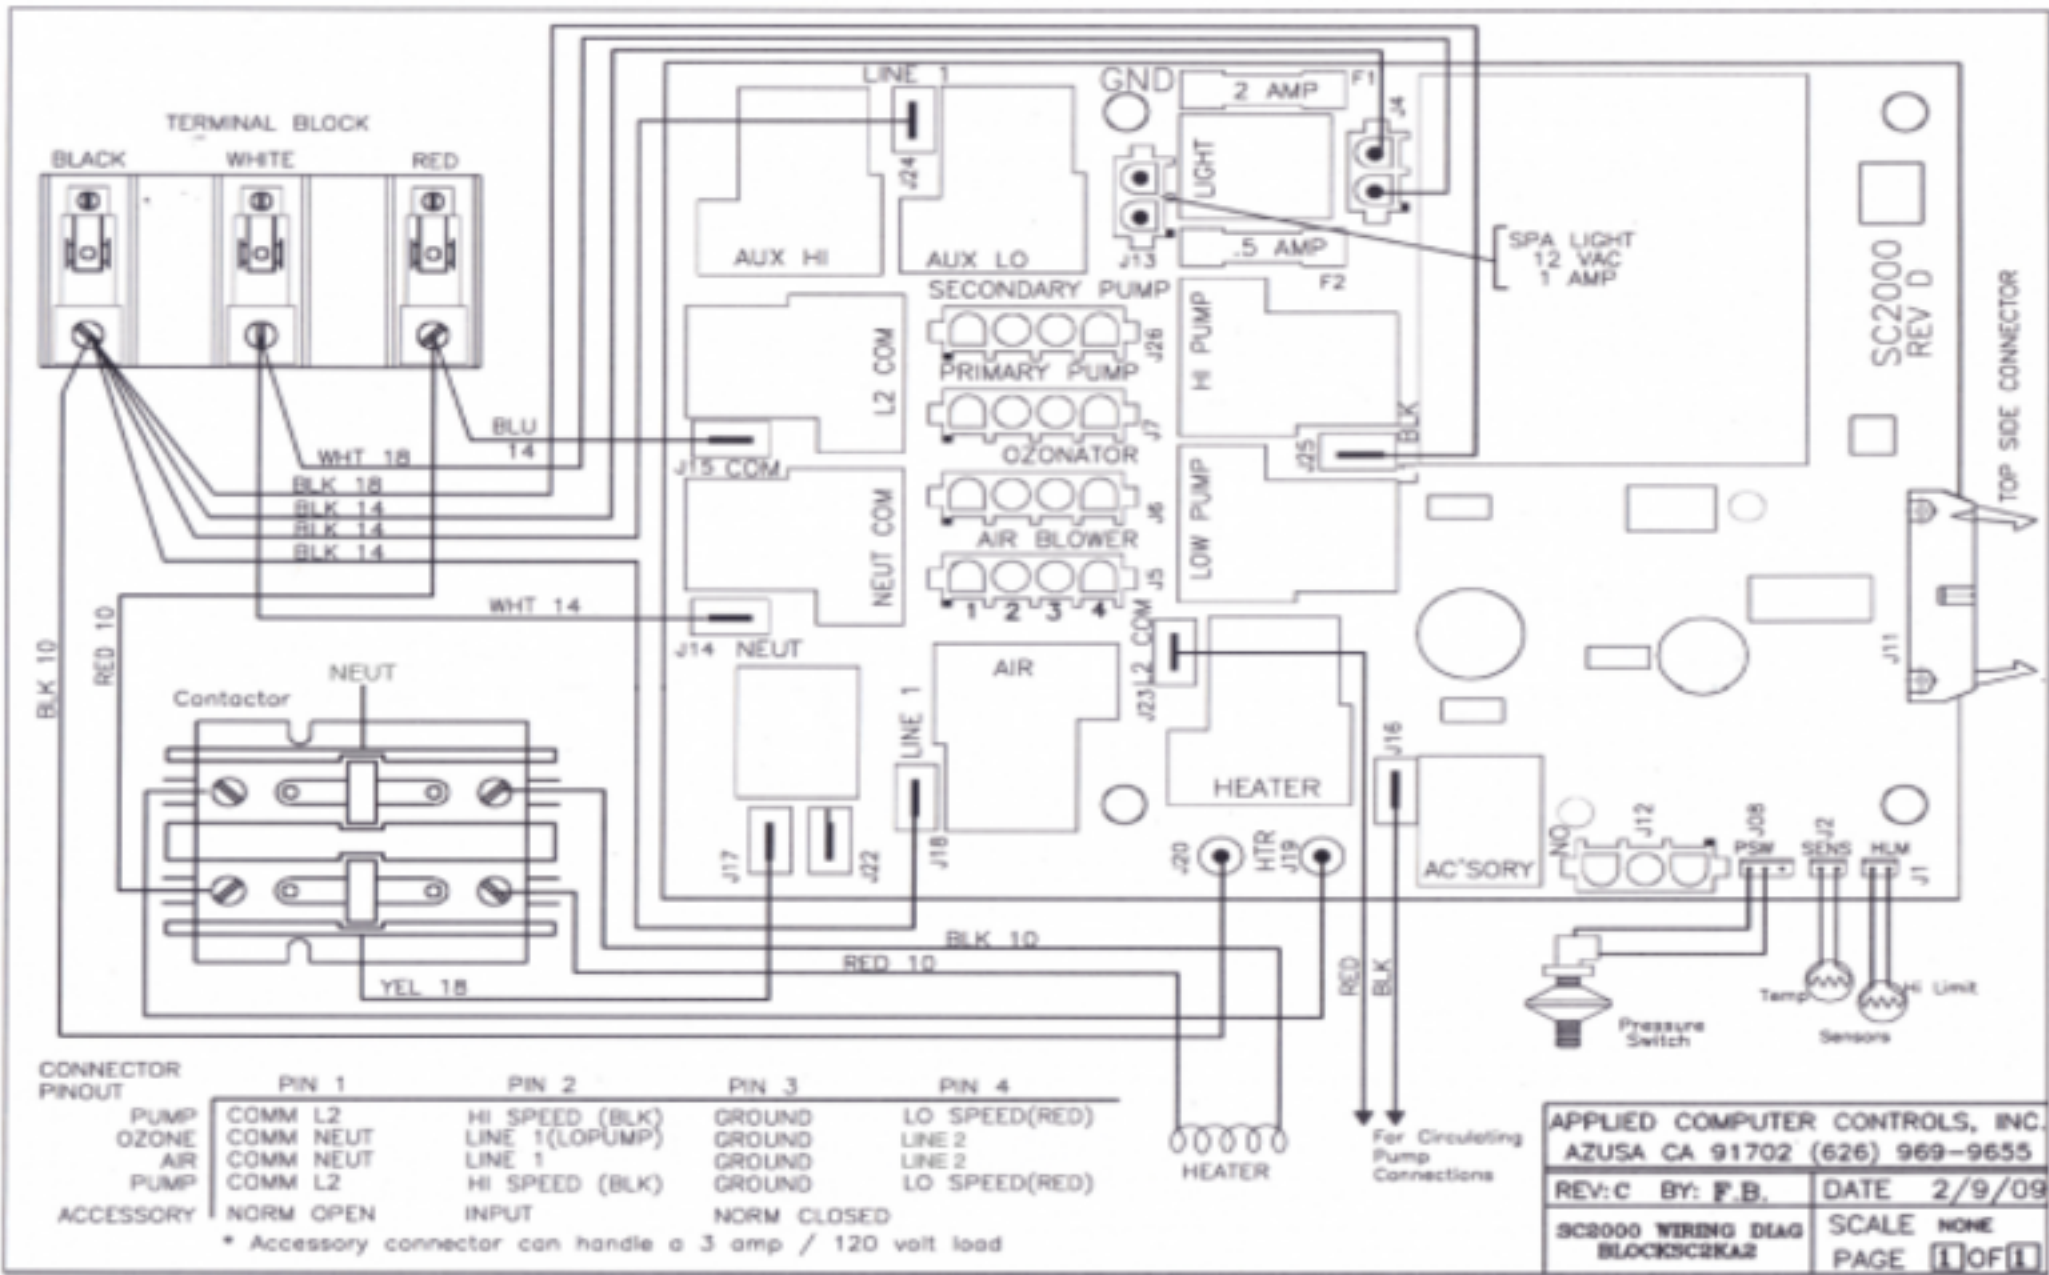 LINE 1
GND
2 AMP
F1
J4
TERMINAL BLOCK
BLACK WHITE RED
J24
LIGHT
AUX HI
AUX LO
J13
.5 AMP
F2
SPA LIGHT
12 VAC
1 AMP
SC2000
REV D
TOP SIDE CONNECTOR
SECONDARY PUMP
J26
HI PUMP
L2 COM
PRIMARY PUMP
J7
BLK
BLU
14
J15 COM
OZONATOR
J25
WHT 18
BLK 18
BLK 14
BLK 14
BLK 14
NEUT COM
J6
LOW PUMP
AIR BLOWER
J5
1 2 3 4
WHT 14
J14 NEUT
L2 COM
J23
AIR
J11
BLK 10
RED 10
NEUT
Contactor
LINE 1
J18
J16
HEATER
J17
J22
J20
HTR
J19
AC'SORY
NO
J12
J08
PSW
J2
SENS
HLM
J1
BLK 10
RED 10
YEL 18
RED
BLK
Temp
Hi Limit
Sensors
Pressure
Switch
CONNECTOR
PINOUT
PIN 1 PIN 2 PIN 3 PIN 4
PUMP COMM L2 HI SPEED (BLK) GROUND LO SPEED(RED)
OZONE COMM NEUT LINE 1(LOPUMP) GROUND LINE 2
AIR COMM NEUT LINE 1 GROUND LINE 2
PUMP COMM L2 HI SPEED (BLK) GROUND LO SPEED(RED)
ACCESSORY NORM OPEN INPUT NORM CLOSED
* Accessory connector can handle a 3 amp / 120 volt load
HEATER
For Circulating
Pump
Connections
APPLIED COMPUTER CONTROLS, INC.
AZUSA CA 91702 (626) 969-9655
REV: C BY: F.B. DATE 2/9/09
SC2000 WIRING DIAG
BLOCKSC2KA2
SCALE NONE
PAGE 1 OF 1